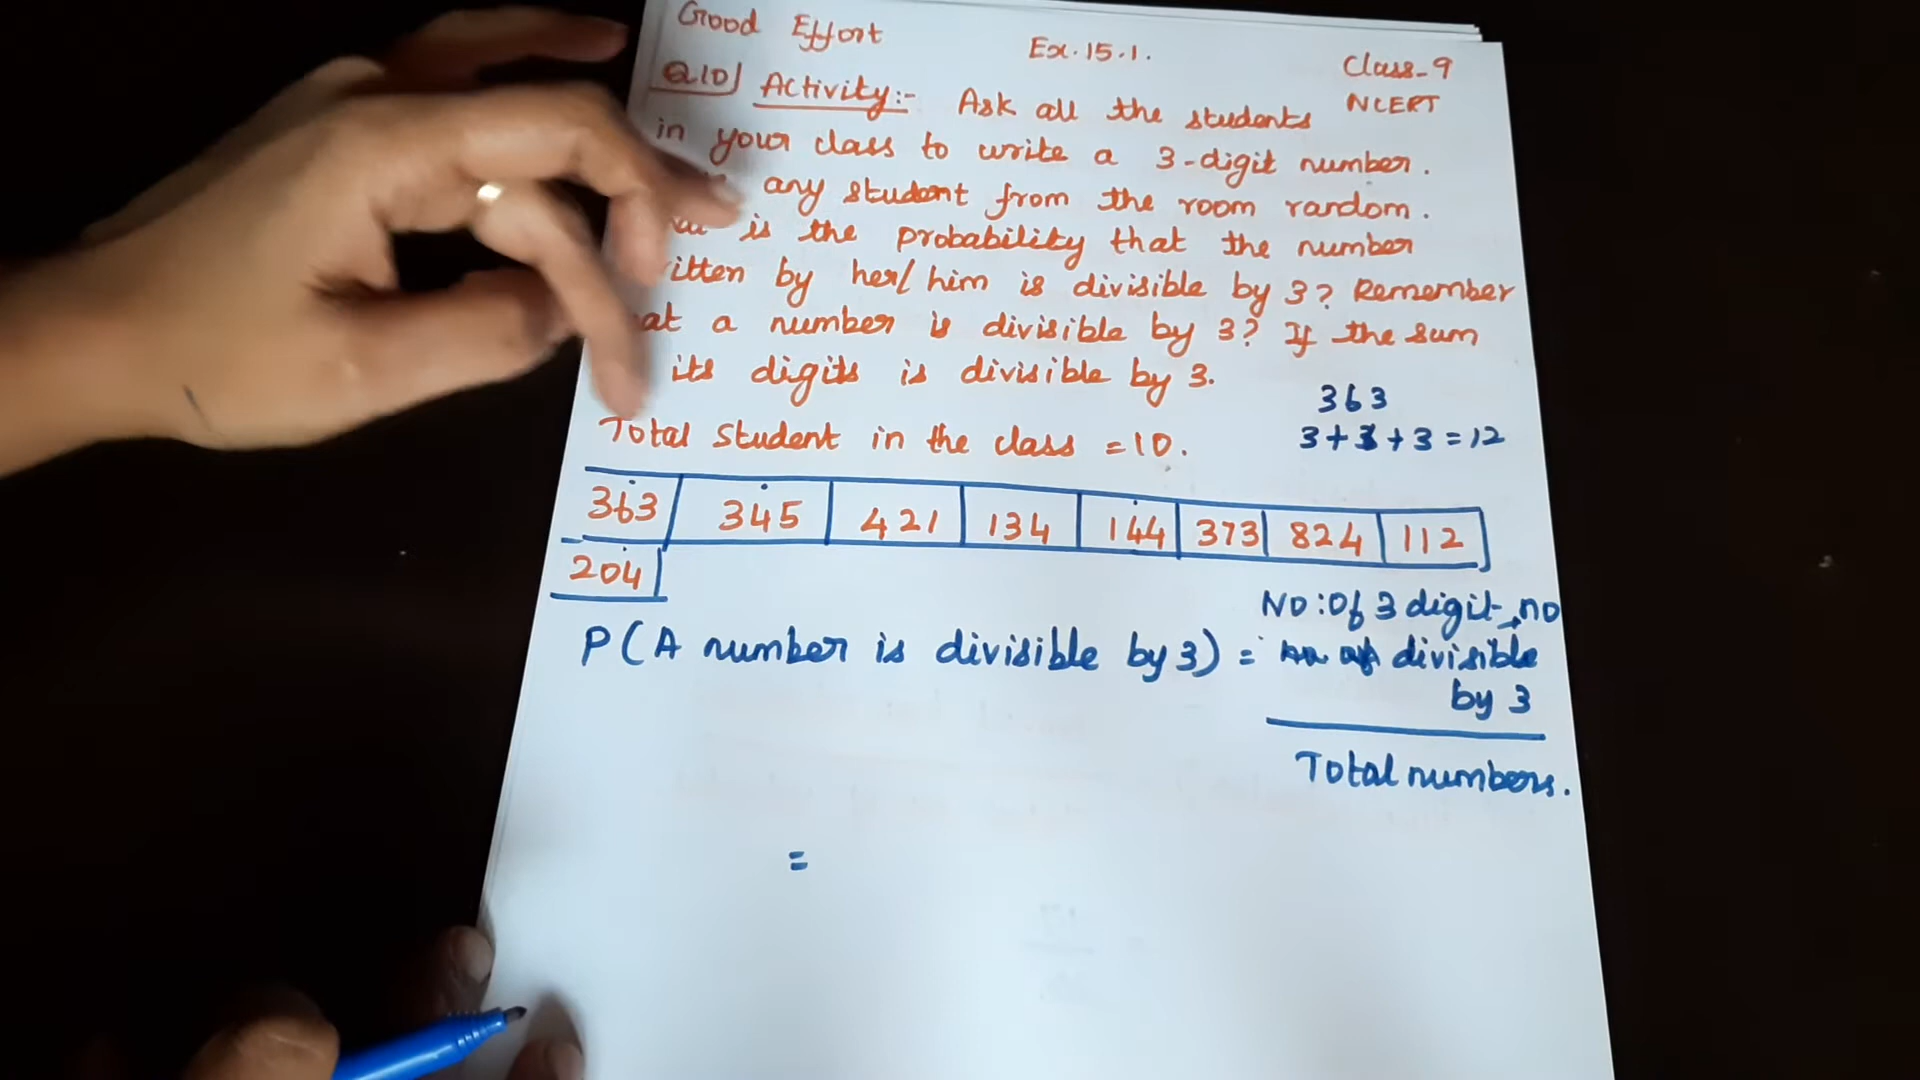 Good Effort
Ex. 15.1.
Class-9
NCERT
Q10) Activity:- Ask all the students
in your class to write a 3-digit number.
any student from the room random.
is the probability that the number
itten by her/him is divisible by 3? Remember
at a number is divisible by 3? If the sum
its digits is divisible by 3.
363
3+3+3=12
Total Student in the class = 10.
363 345 421 134 144 373 824 112
204
P(A number is divisible by 3) = No:Of 3 digit no
divisible
by 3
Total numbers.
=